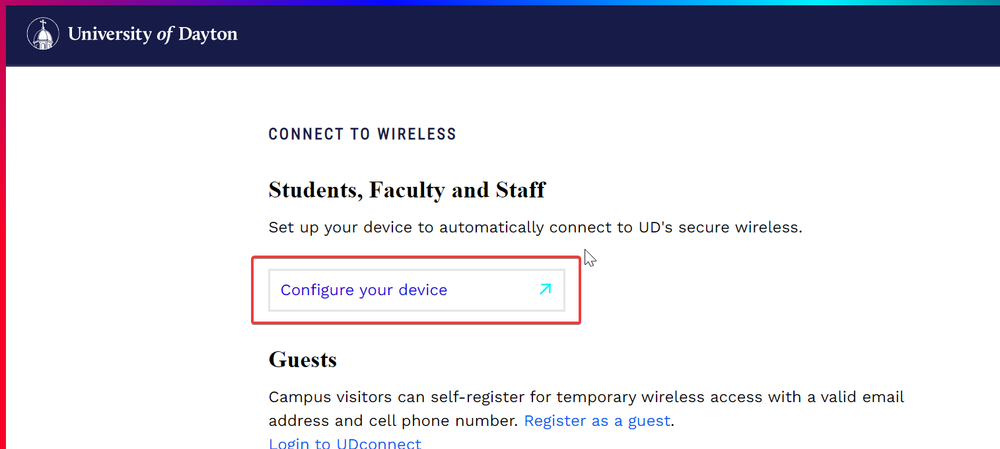 University of Dayton
CONNECT TO WIRELESS
Students, Faculty and Staff
Set up your device to automatically connect to UD's secure wireless.
Configure your device
Guests
Campus visitors can self-register for temporary wireless access with a valid email
address and cell phone number. Register as a guest.
Login to UDconnect